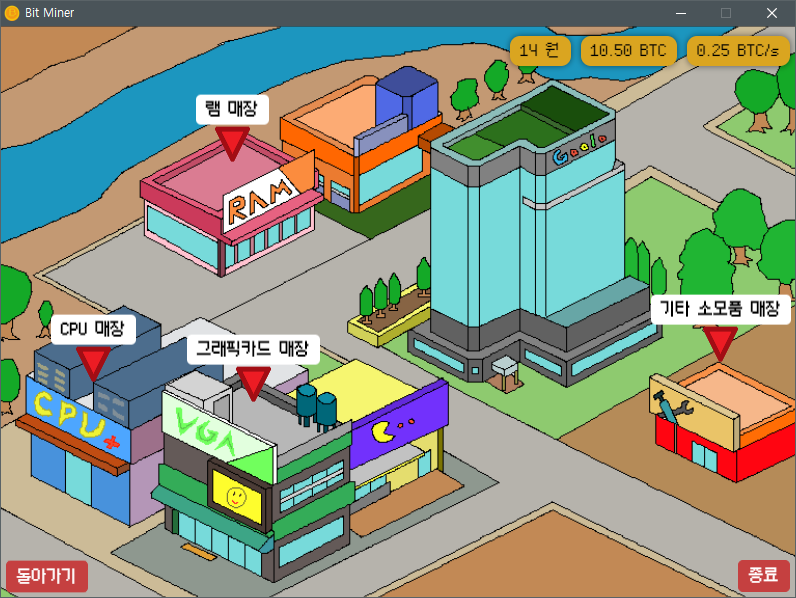 Bit Miner
14 원
10.50 BTC
0.25 BTC/s
램 매장
RAM
Goolo
기타 소모품 매장
CPU 매장
그래픽카드 매장
CPU+
VGA
돌아가기
종료